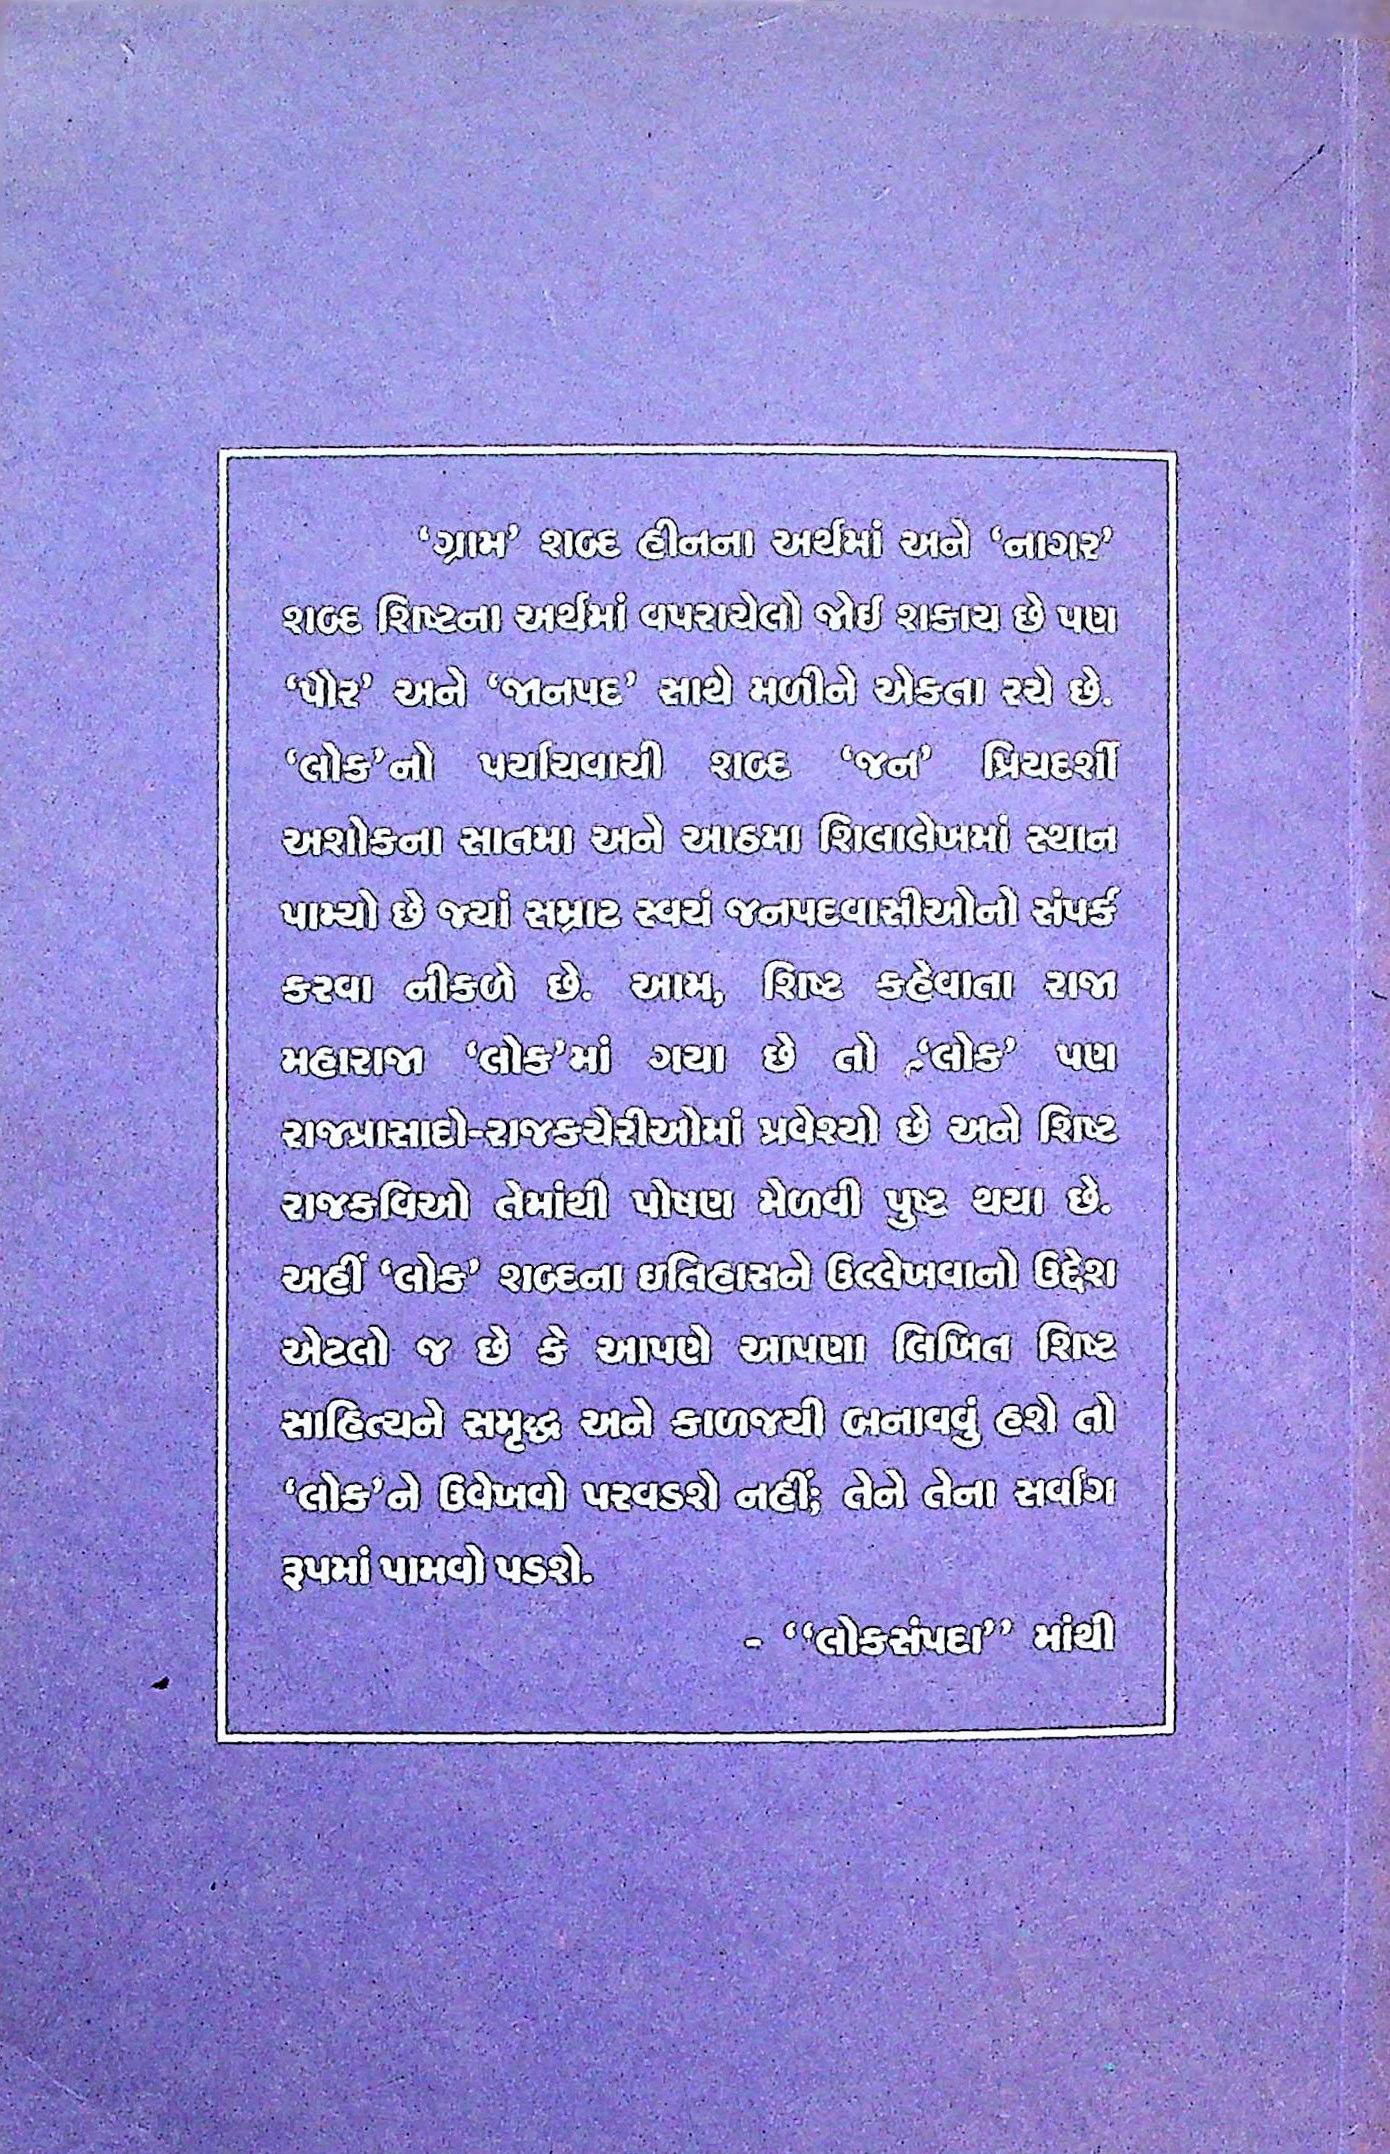 ‘ગ્રામ’ શબ્દ હીનના અર્થમાં અને ‘નાગર’
શબ્દ શિષ્ટના અર્થમાં વપરાયેલો જોઈ શકાય છે પણ
‘પૌર’ અને ‘જાનપદ’ સાથે મળીને એકતા રચે છે.
‘લોક’નો પર્યાયવાચી શબ્દ ‘જન’ પ્રિયદર્શી
અશોકના સાતમા અને આઠમા શિલાલેખમાં સ્થાન
પામ્યો છે જ્યાં સમ્રાટ સ્વયં જનપદવાસીઓનો સંપર્ક
કરવા નીકળે છે. આમ, શિષ્ટ કહેવાતા રાજા
મહારાજા ‘લોક’માં ગયા છે તો ‘લોક’ પણ
રાજપ્રાસાદો-રાજકચેરીઓમાં પ્રવેશ્યો છે અને શિષ્ટ
રાજકવિઓ તેમાંથી પોષણ મેળવી પુષ્ટ થયા છે.
અહીં ‘લોક’ શબ્દના ઇતિહાસને ઉલ્લેખવાનો ઉદ્દેશ
એટલો જ છે કે આપણે આપણા લિખિત શિષ્ટ
સાહિત્યને સમૃદ્ધ અને કાળજયી બનાવવું હશે તો
‘લોક’ને ઉવેખવો પરવડશે નહીં; તેને તેના સર્વાંગ
રૂપમાં પામવો પડશે.
- ‘‘લોકસંપદા’’ માંથી